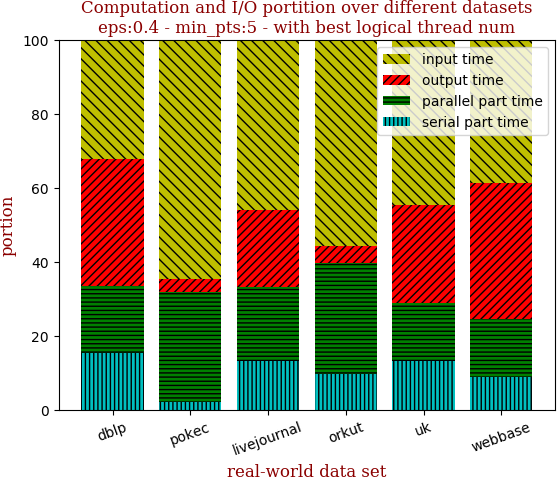 Computation and I/O partition over different datasets
eps:0.4 - min_pts:5 - with best logical thread num
100
80
60
40
20
0
portion
input time
output time
parallel part time
serial part time
dblp
pokec
livejournal
orkut
uk
webbase
real-world data set